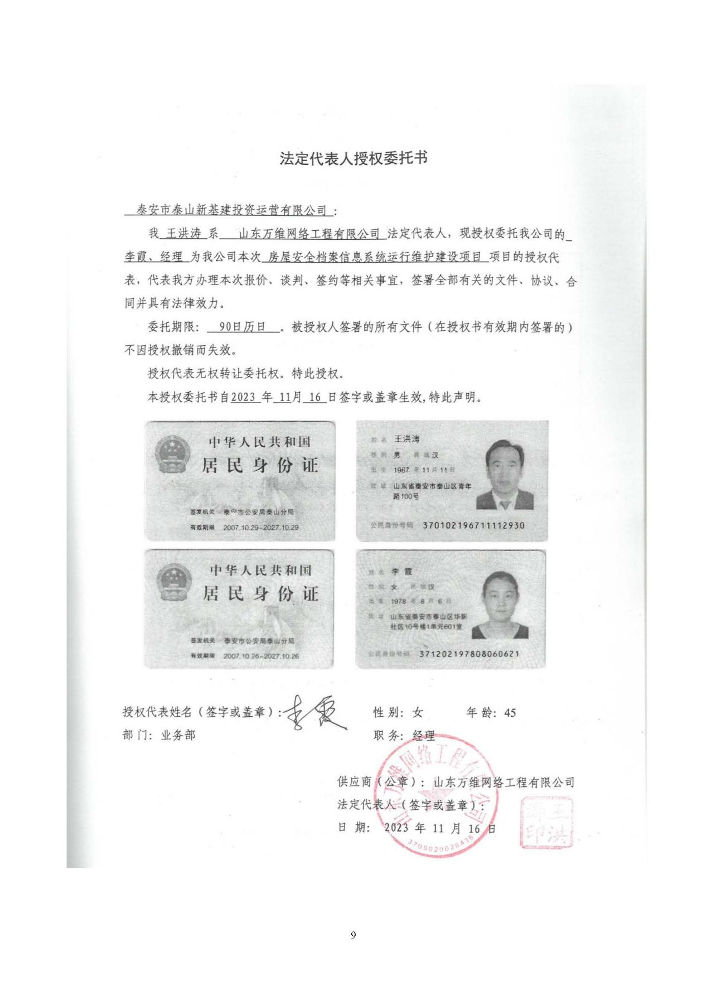 法定代表人授权委托书
泰安市泰山新基建投资运营有限公司：
我 王洪涛 系 山东万维网络工程有限公司 法定代表人，现授权委托我公司的
李霞、经理 为我公司本次 房屋安全档案信息系统运行维护建设项目 项目的授权代
表，代表我方办理本次报价、谈判、签约等相关事宜，签署全部有关的文件、协议、合
同并具有法律效力。
委托期限： 90日历日 。被授权人签署的所有文件（在授权书有效期内签署的）
不因授权撤销而失效。
授权代表无权转让委托权。特此授权。
本授权委托书自2023 年 11月 16 日签字或盖章生效,特此声明。
中华人民共和国
居民身份证
签发机关 泰安市公安局泰山分局
有效期限 2007.10.29-2027.10.29
姓名 王洪涛
性别 男 民族 汉
出生 1967 年 11 月 11 日
住址 山东省泰安市泰山区青年
路100号
公民身份号码 370102196711112930
中华人民共和国
居民身份证
签发机关 泰安市公安局泰山分局
有效期限 2007.10.26-2027.10.26
姓名 李霞
性别 女 民族 汉
出生 1978 年 8 月 6 日
住址 山东省泰安市泰山区华新
社区10号楼1单元601室
公民身份号码 371202197808060621
授权代表姓名（签字或盖章）：李霞 性别：女 年龄：45
部门：业务部 职务：经理
供应商（公章）：山东万维网络工程有限公司
法定代表人（签字或盖章）：
日 期： 2023 年 11 月 16 日
山东万维网络工程有限公司
3709020028436
王洪涛印
9